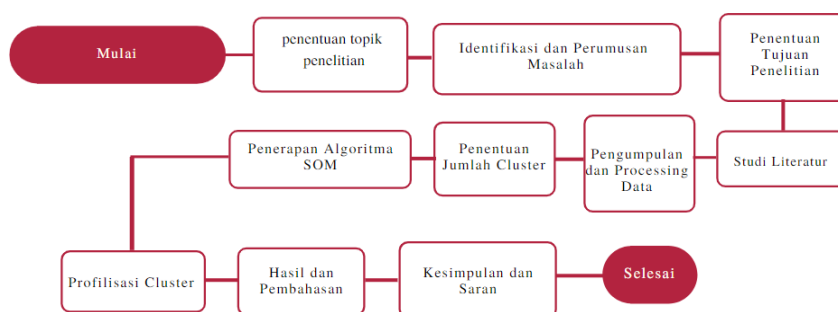 Mulai
penentuan topik
penelitian
Identifikasi dan Perumusan
Masalah
Penentuan
Tujuan
Penelitian
Studi Literatur
Pengumpulan
dan Processing
Data
Penentuan
Jumlah Cluster
Penerapan Algoritma
SOM
Profilisasi Cluster
Hasil dan
Pembahasan
Kesimpulan dan
Saran
Selesai